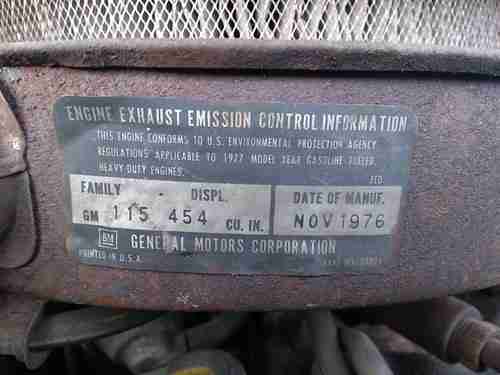 ENGINE EXHAUST EMISSION CONTROL INFORMATION
THIS ENGINE CONFORMS TO U.S. ENVIRONMENTAL PROTECTION AGENCY
REGULATIONS APPLICABLE TO 1977 MODEL YEAR GASOLINE FUELED,
HEAVY DUTY ENGINES.
FAMILY - DISPL. DATE OF MANUF.
GM 115 454 CU. IN. NOV 1976
GM GENERAL MOTORS CORPORATION
PRINTED IN U.S.A.